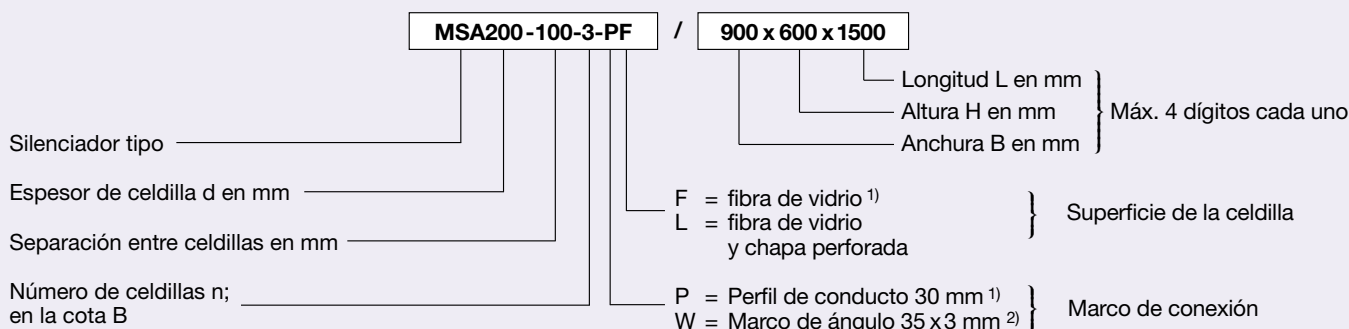 MSA200-100-3-PF / 900 x 600 x 1500
Longitud L en mm
Altura H en mm
Anchura B en mm
Máx. 4 dígitos cada uno
Silenciador tipo
Espesor de celdilla d en mm
Separación entre celdillas en mm
Número de celdillas n;
en la cota B
F = fibra de vidrio 1)
L = fibra de vidrio
y chapa perforada
Superficie de la celdilla
P = Perfil de conducto 30 mm 1)
W = Marco de ángulo 35 x 3 mm 2)
Marco de conexión